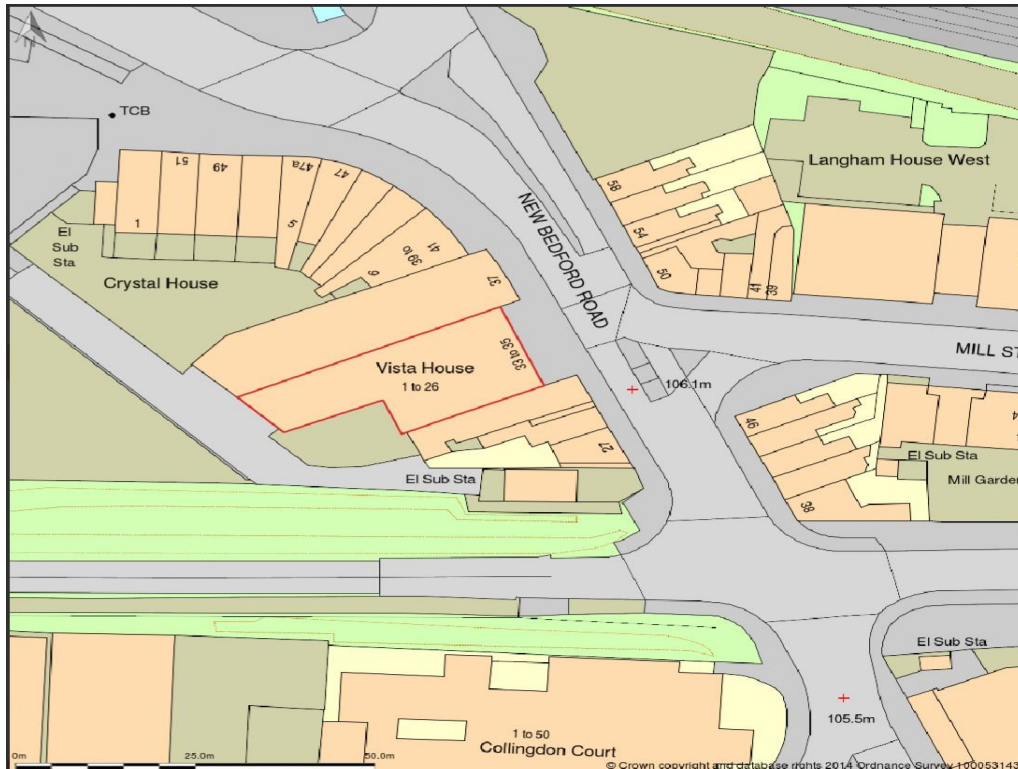 N
TCB
51
49
47a
47
1
5
El
Sub
Sta
Crystal House
39 to
41
6
37
NEW BEDFORD ROAD
58
54
50
41
39
Langham House West
MILL ST
Vista House
1 to 26
33 to 35
106.1m
27
El Sub Sta
46
38
El Sub Sta
Mill Garden
El Sub Sta
105.5m
1 to 50
Collingdon Court
0m
25.0m
50.0m
© Crown copyright and database rights 2014 Ordnance Survey 100053143